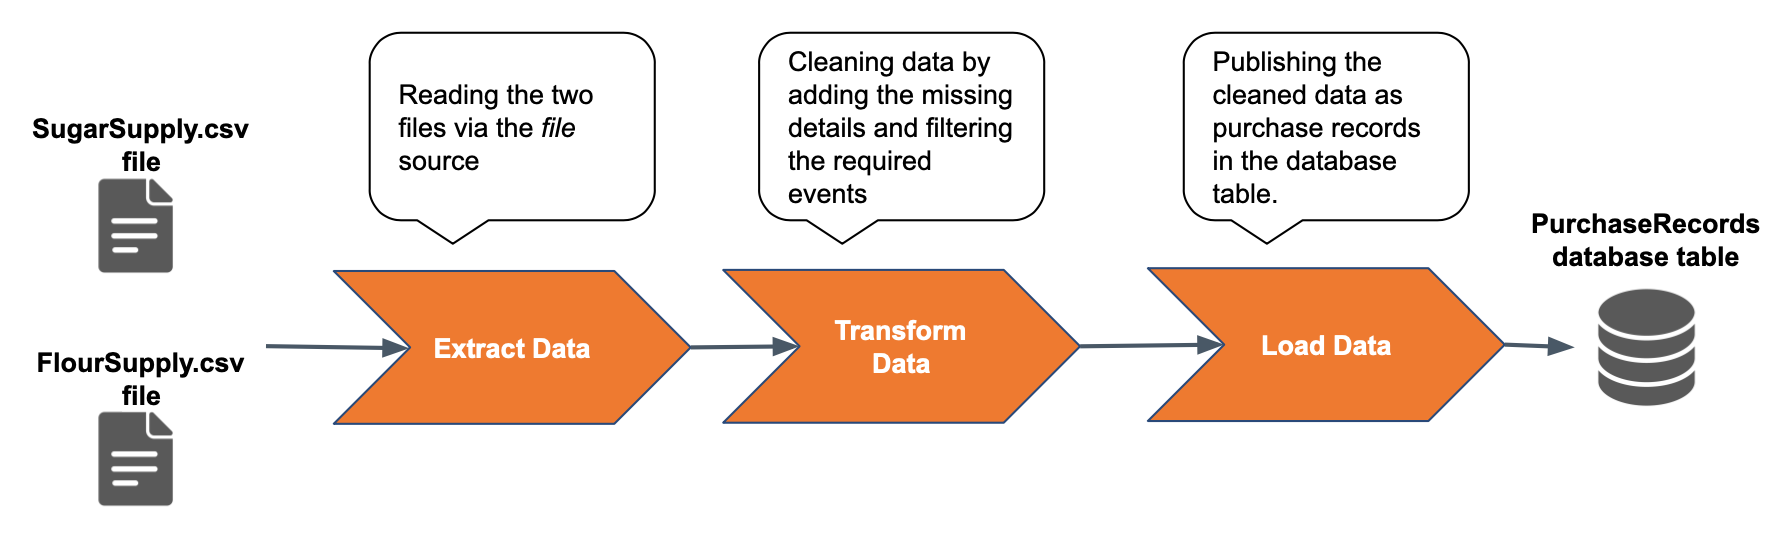 SugarSupply.csv
file
FlourSupply.csv
file
Reading the two
files via the file
source
Extract Data
Cleaning data by
adding the missing
details and filtering
the required
events
Transform
Data
Publishing the
cleaned data as
purchase records
in the database
table.
Load Data
PurchaseRecords
database table